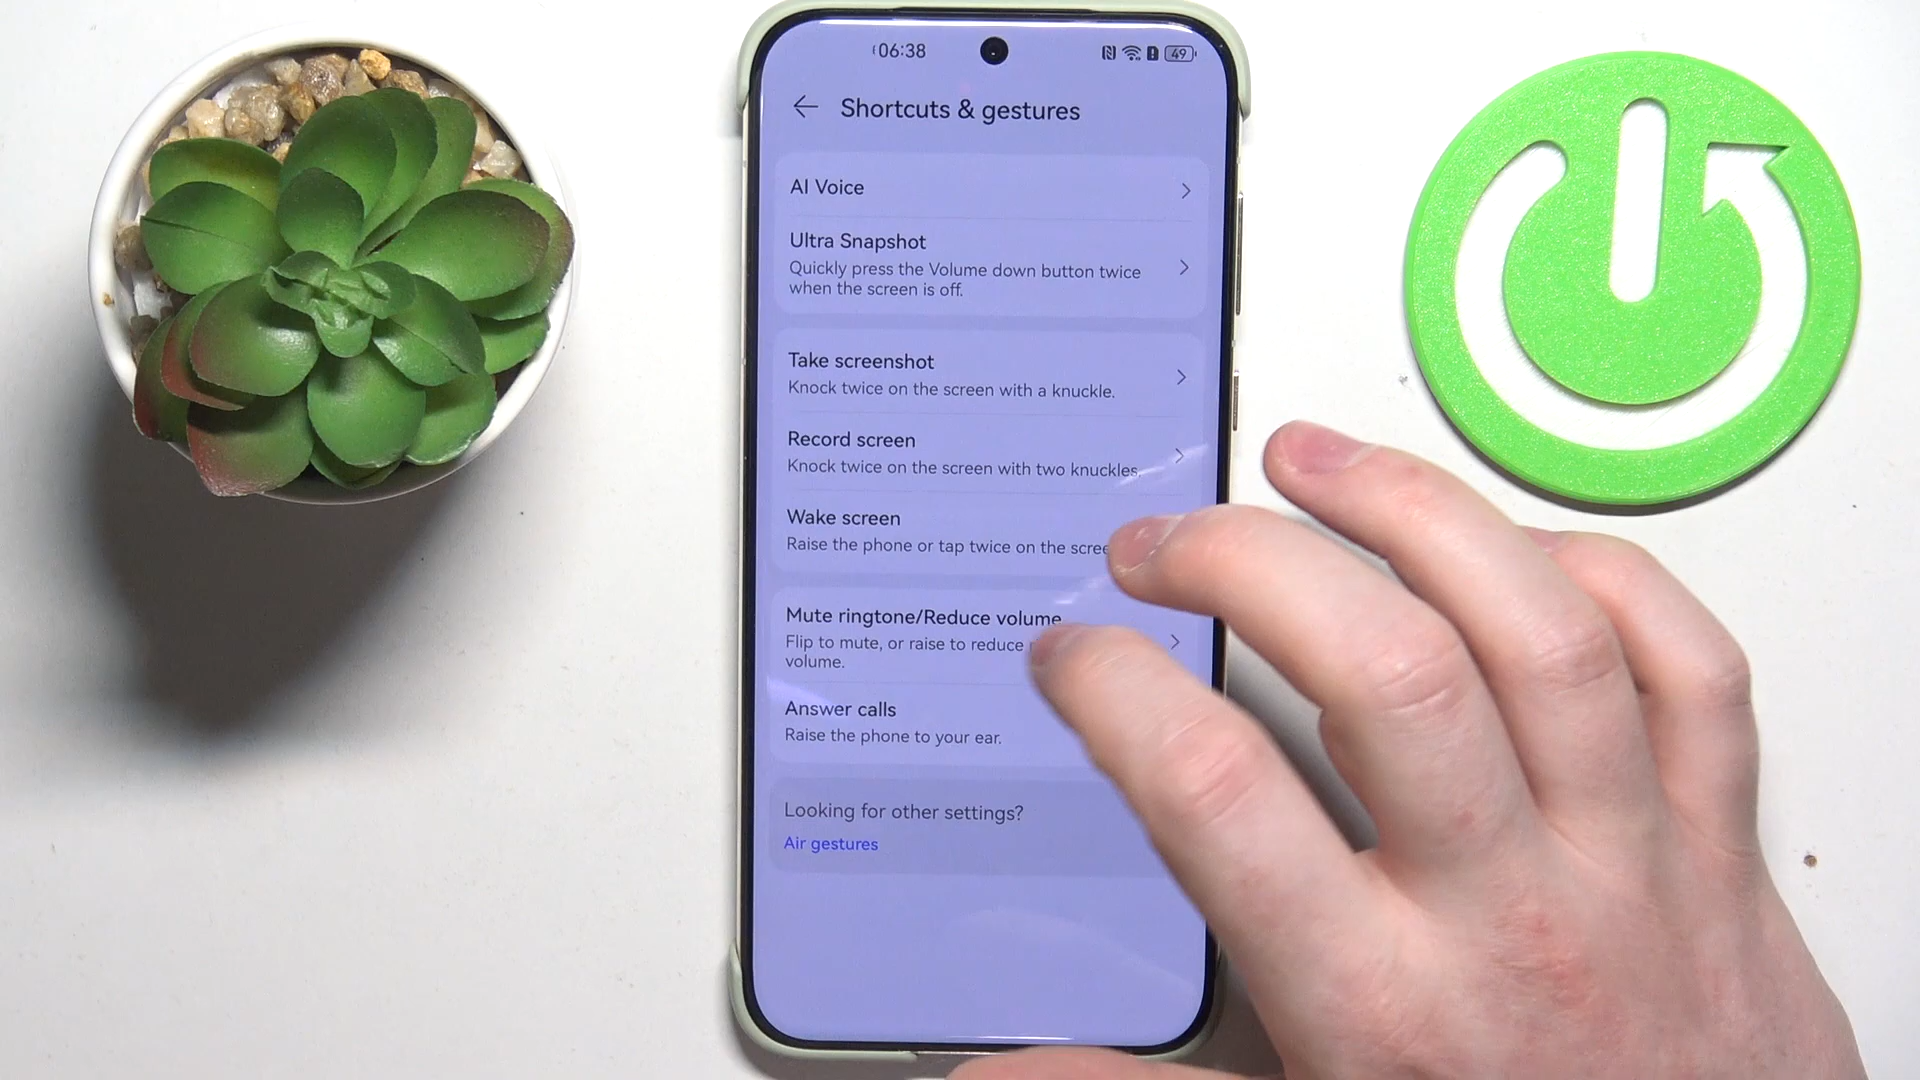 06:38
49
Shortcuts & gestures
AI Voice
Ultra Snapshot
Quickly press the Volume down button twice
when the screen is off.
Take screenshot
Knock twice on the screen with a knuckle.
Record screen
Knock twice on the screen with two knuckles.
Wake screen
Raise the phone or tap twice on the
Mute ringtone/Reduce volume
Flip to mute, or raise to reduce
volume.
Answer calls
Raise the phone to your ear.
Looking for other settings?
Air gestures